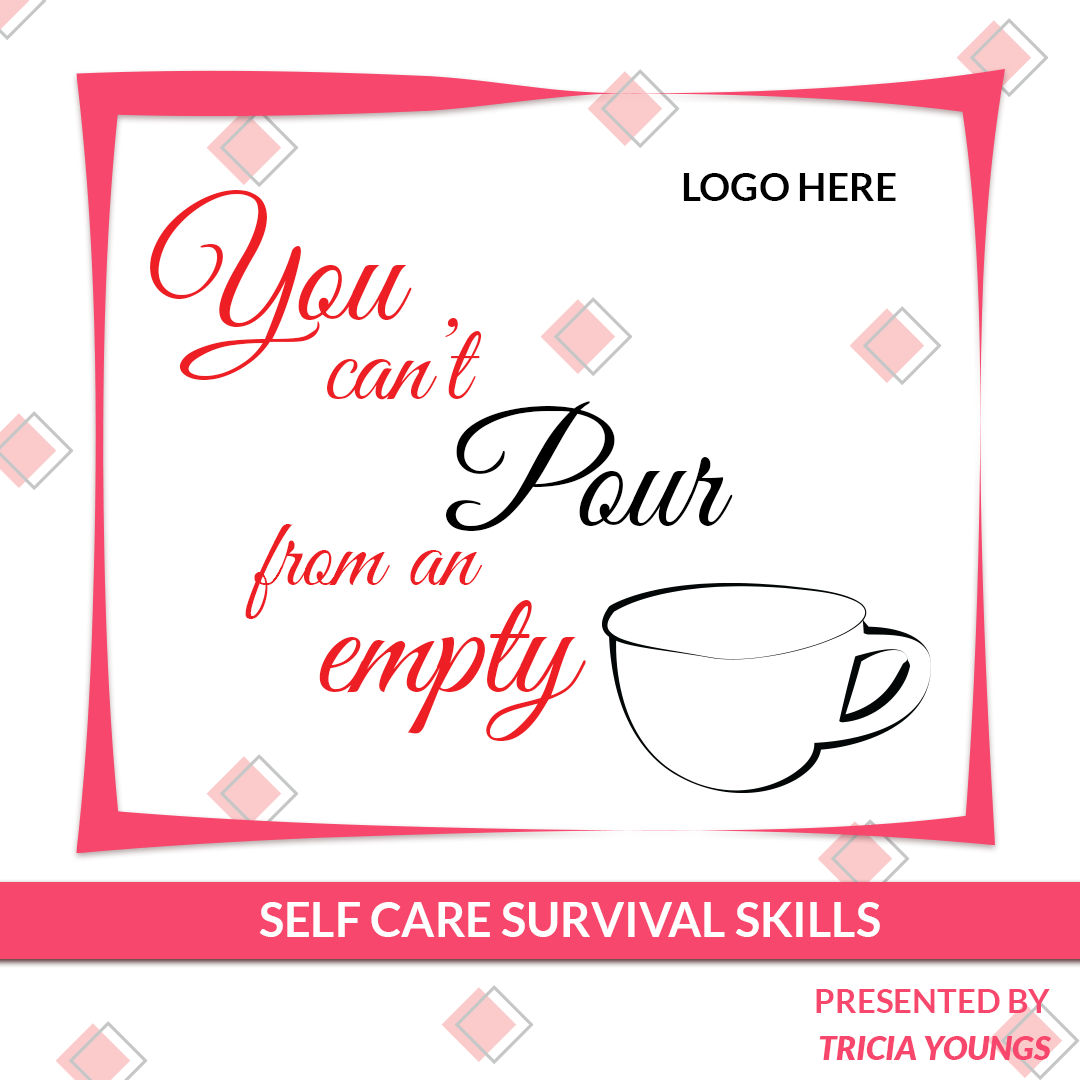 LOGO HERE
You
can't
Pour
from an
empty
SELF CARE SURVIVAL SKILLS
PRESENTED BY
TRICIA YOUNGS